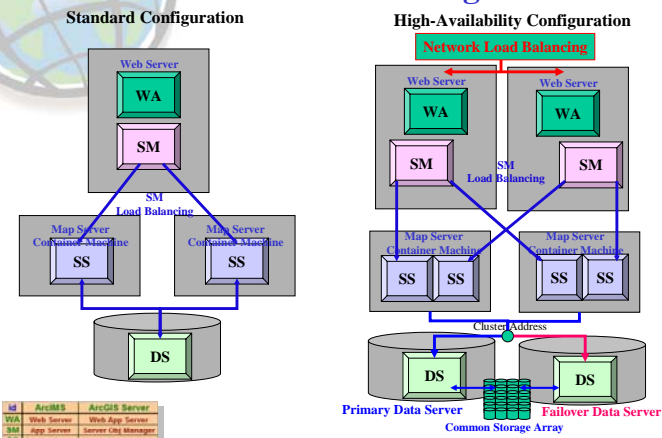 Standard Configuration
Web Server
WA
SM
SM
Load Balancing
Map Server
Container Machine
SS
Map Server
Container Machine
SS
DS
High-Availability Configuration
Network Load Balancing
Web Server
WA
SM
Web Server
WA
SM
SM
Load Balancing
Map Server
Container Machine
SS SS
Map Server
Container Machine
SS SS
Cluster Address
DS
DS
Primary Data Server
Failover Data Server
Common Storage Array
id ArcIMS ArcGIS Server
WA Web Server Web App Server
SM App Server Server Obj Manager